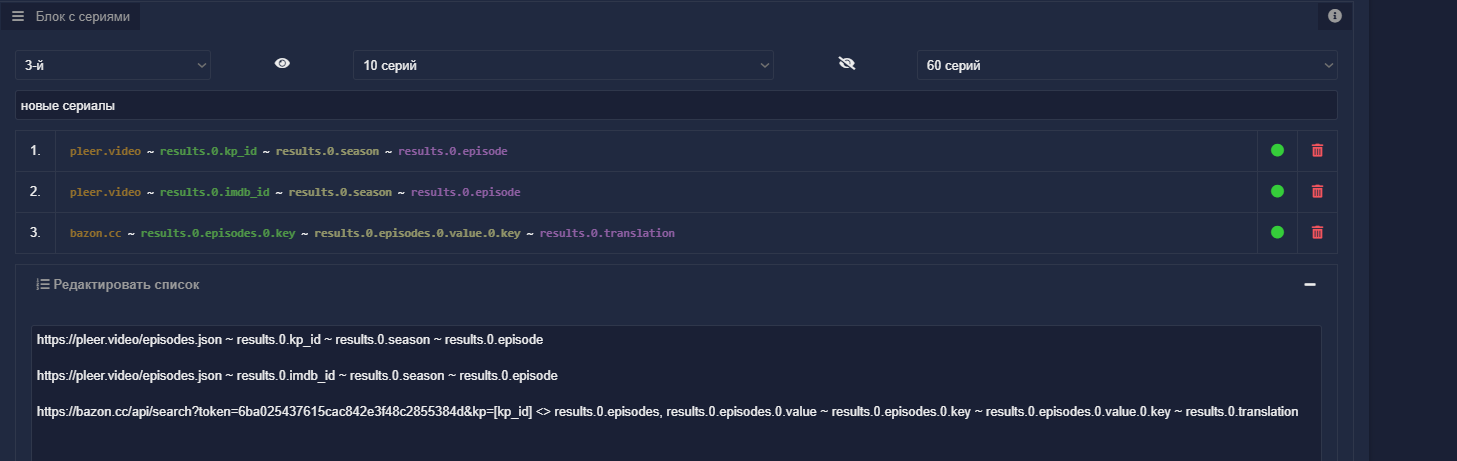 Блок с сериями
3-й 10 серий 60 серий
новые сериалы
1. pleer.video ~ results.0.kp_id ~ results.0.season ~ results.0.episode
2. pleer.video ~ results.0.imdb_id ~ results.0.season ~ results.0.episode
3. bazon.cc ~ results.0.episodes.0.key ~ results.0.episodes.0.value.0.key ~ results.0.translation
Редактировать список
https://pleer.video/episodes.json ~ results.0.kp_id ~ results.0.season ~ results.0.episode
https://pleer.video/episodes.json ~ results.0.imdb_id ~ results.0.season ~ results.0.episode
https://bazon.cc/api/search?token=6ba025437615cac842e3f48c2855384d&kp=[kp_id] <> results.0.episodes, results.0.episodes.0.value ~ results.0.episodes.0.key ~ results.0.episodes.0.value.0.key ~ results.0.translation